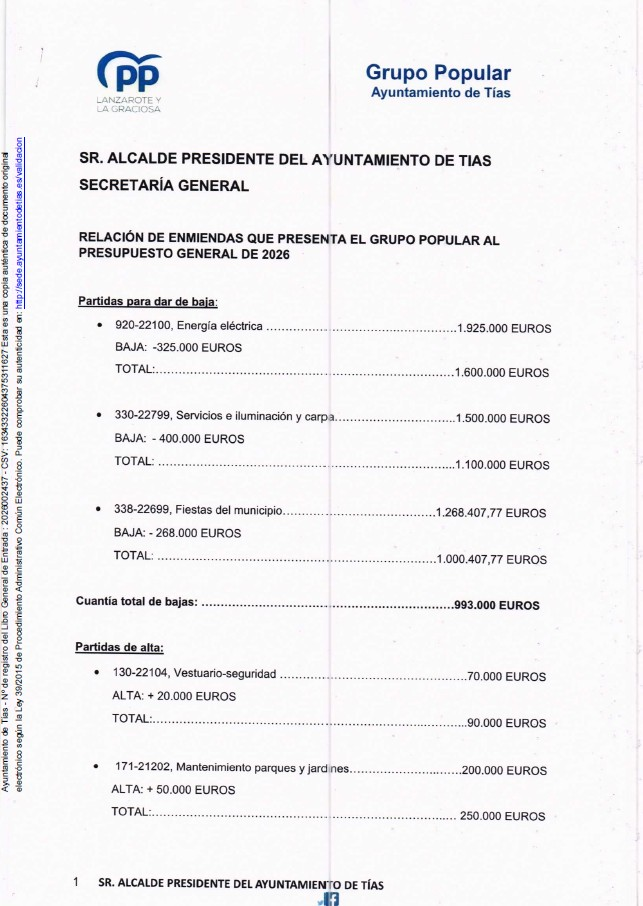 PP
LANZAROTE Y
LA GRACIOSA
Grupo Popular
Ayuntamiento de Tías
SR. ALCALDE PRESIDENTE DEL AYUNTAMIENTO DE TIAS
SECRETARÍA GENERAL
RELACIÓN DE ENMIENDAS QUE PRESENTA EL GRUPO POPULAR AL
PRESUPUESTO GENERAL DE 2026
Partidas para dar de baja:
• 920-22100, Energía eléctrica ..................................................1.925.000 EUROS
BAJA: -325.000 EUROS
TOTAL:................................................................................1.600.000 EUROS
• 330-22799, Servicios e iluminación y carpa................................1.500.000 EUROS
BAJA: - 400.000 EUROS
TOTAL: ...............................................................................1.100.000 EUROS
• 338-22699, Fiestas del municipio........................................1.268.407,77 EUROS
BAJA: - 268.000 EUROS
TOTAL: ...........................................................................1.000.407,77 EUROS
Cuantía total de bajas: ..................................................................993.000 EUROS
Partidas de alta:
• 130-22104, Vestuario-seguridad ..................................................70.000 EUROS
ALTA: + 20.000 EUROS
TOTAL:...................................................................................90.000 EUROS
• 171-21202, Mantenimiento parques y jardines..............................200.000 EUROS
ALTA: + 50.000 EUROS
TOTAL:................................................................................. 250.000 EUROS
1 SR. ALCALDE PRESIDENTE DEL AYUNTAMIENTO DE TÍAS
Ayuntamiento de Tías - Nº de registro del Libro General de Entrada : 2026002437 - CSV: 16343322604375311627 Esta es una copia auténtica de documento original
electrónico según la Ley 39/2015 de Procedimiento Administrativo Común Electrónico. Puede comprobar su autenticidad en: http://sede.ayuntamientodetias.es/validacion